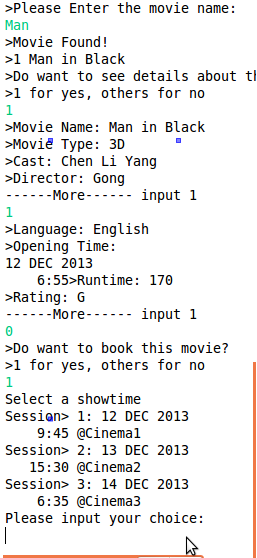 >Please Enter the movie name:
Man
>Movie Found!
>1 Man in Black
>Do want to see details about th
>1 for yes, others for no
1
>Movie Name: Man in Black
>Movie Type: 3D
>Cast: Chen Li Yang
>Director: Gong
------More------ input 1
1
>Language: English
>Opening Time:
12 DEC 2013
    6:55>Runtime: 170
>Rating: G
------More------ input 1
0
>Do want to book this movie?
>1 for yes, others for no
1
Select a showtime
Session> 1: 12 DEC 2013
    9:45 @Cinema1
Session> 2: 13 DEC 2013
   15:30 @Cinema2
Session> 3: 14 DEC 2013
    6:35 @Cinema3
Please input your choice: